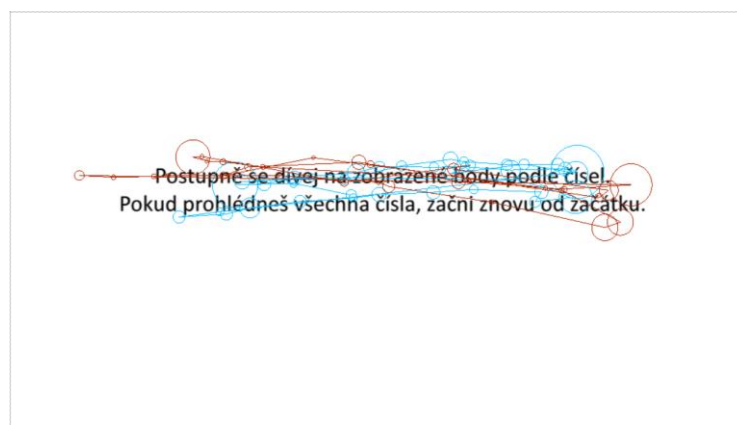 Postupně se dívej na zobrazené body podle čísel.
Pokud prohlédneš všechna čísla, začni znovu od začátku.